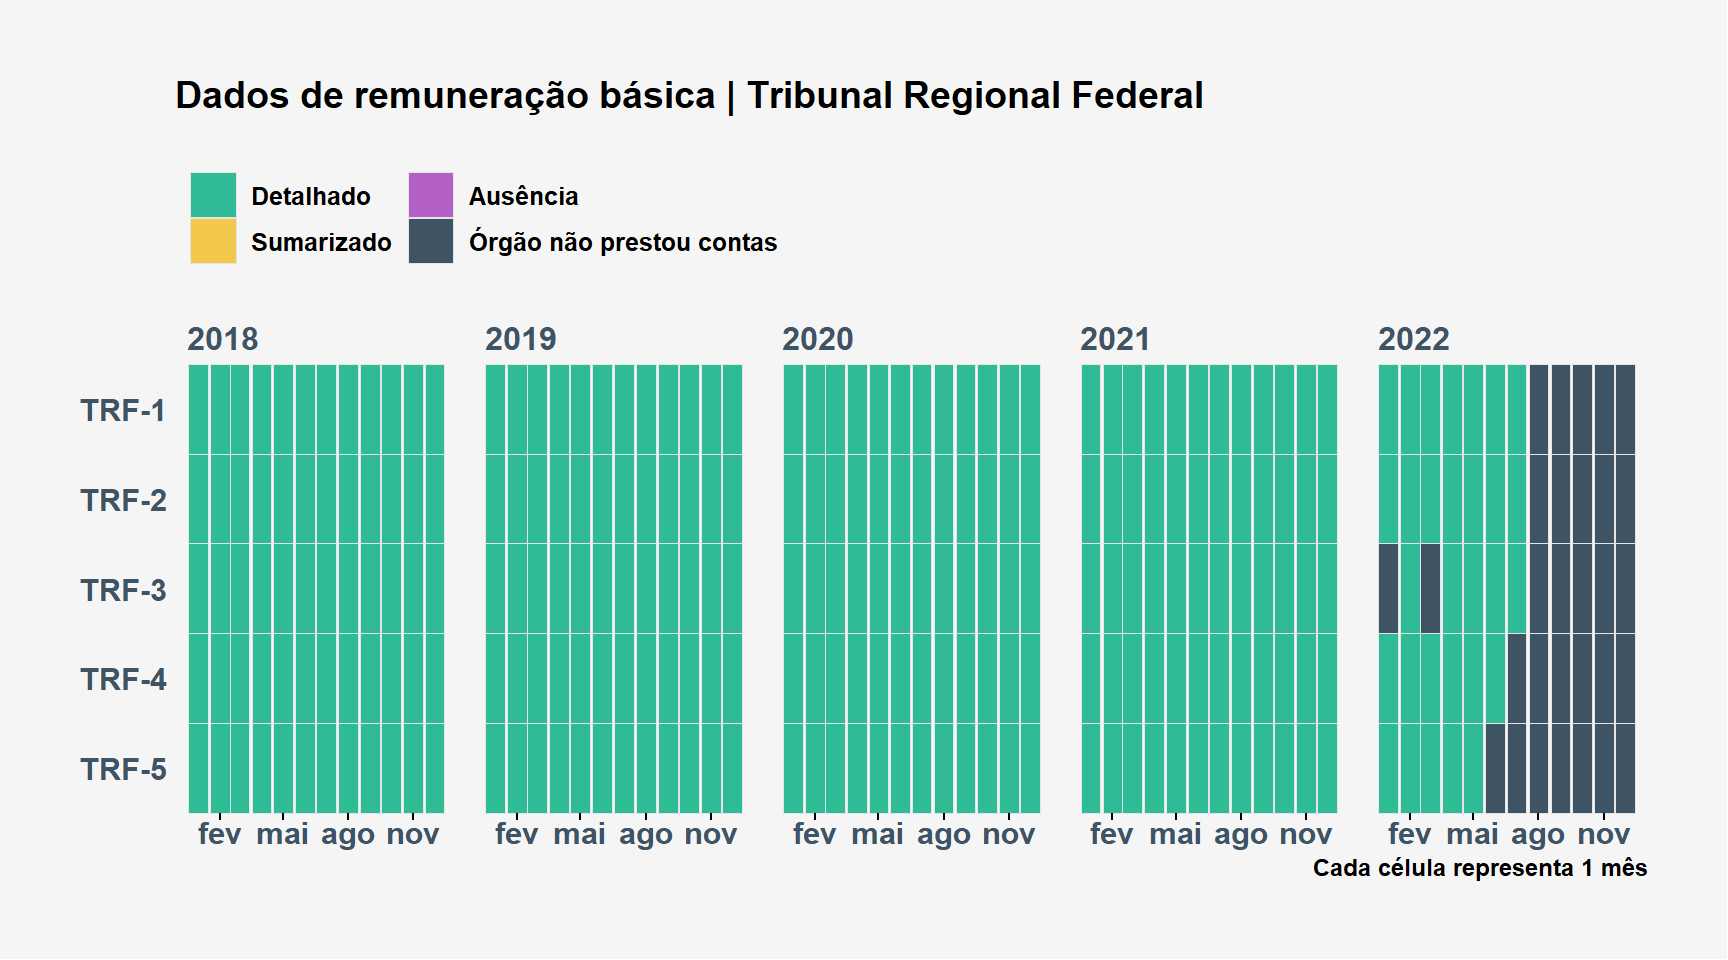 Dados de remuneração básica | Tribunal Regional Federal
Detalhado Ausência
Sumarizado Órgão não prestou contas
2018 2019 2020 2021 2022
TRF-1
TRF-2
TRF-3
TRF-4
TRF-5
fev mai ago nov fev mai ago nov fev mai ago nov fev mai ago nov fev mai ago nov
Cada célula representa 1 mês